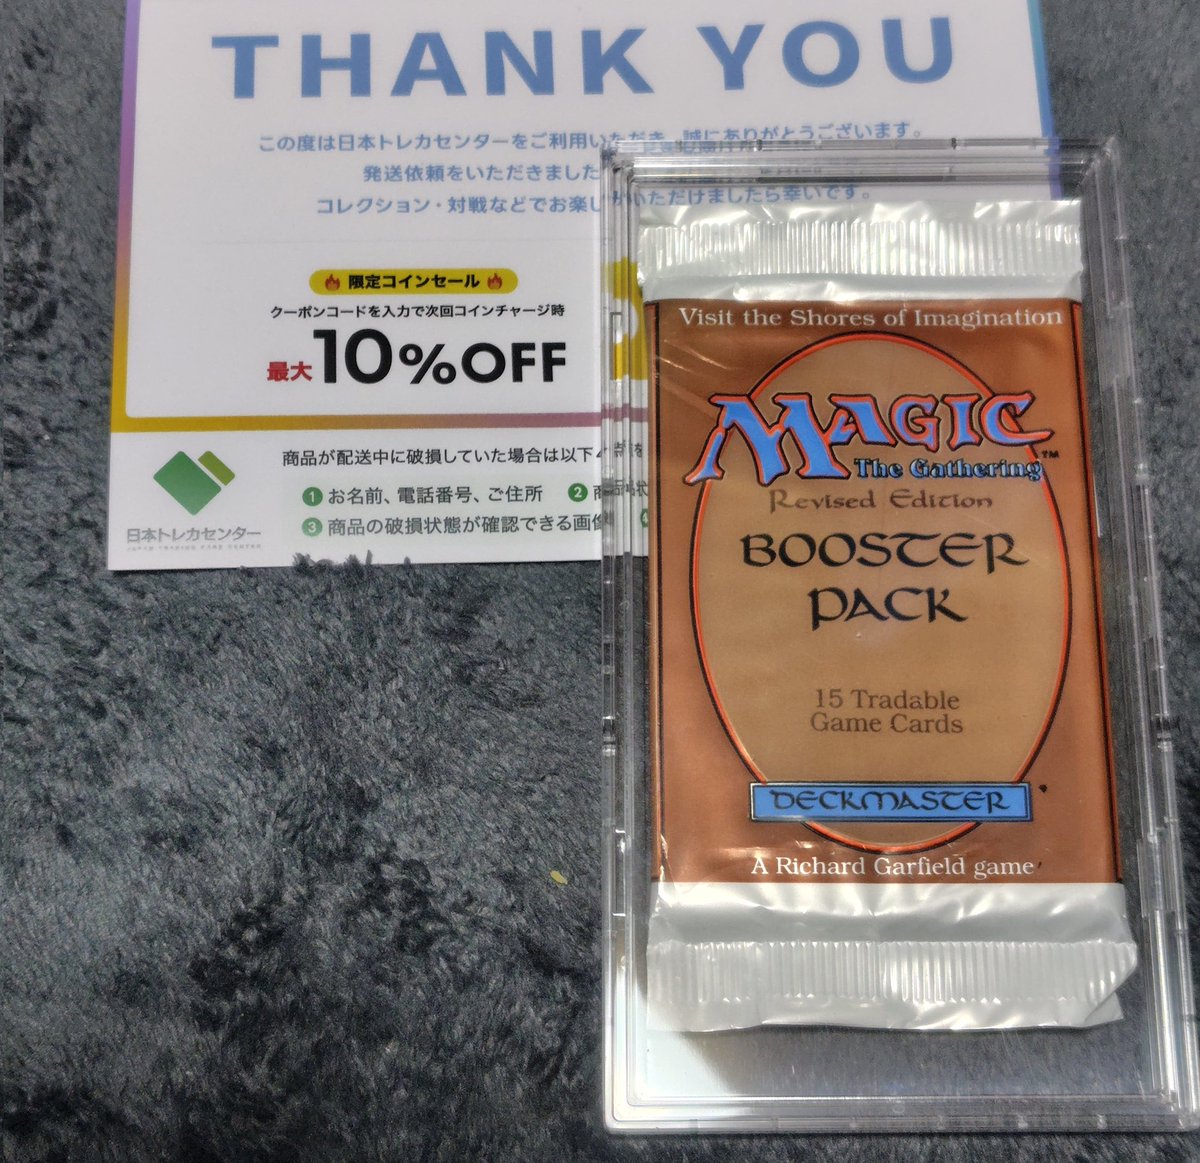 THANK YOU
この度は日本トレカセンターをご利用いただき、誠にありがとうございます。
発送依頼をいただきました
コレクション・対戦などでお楽しみいただけましたら幸いです。
限定コインセール
クーポンコードを入力で次回コインチャージ時
最大10%OFF
商品が配送中に破損していた場合は以下
1 お名前、電話番号、ご住所 2
3 商品の破損状態が確認できる画像
日本トレカセンター
JAPAN TRADING CARD CENTER
Visit the Shores of Imagination
MAGIC™
The Gathering
Revised Edition
BOOSTER
PACK
15 Tradable
Game Cards
DECKMASTER
A Richard Garfield game